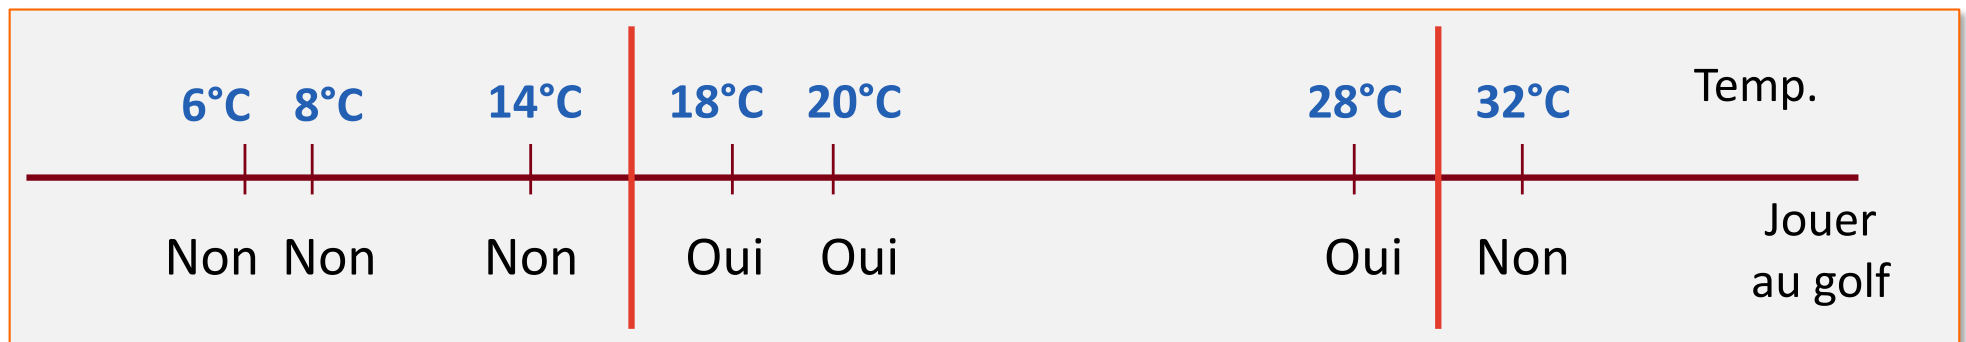 6°C 8°C 14°C 18°C 20°C 28°C 32°C Temp.
Non Non Non Oui Oui Oui Non Jouer
au golf